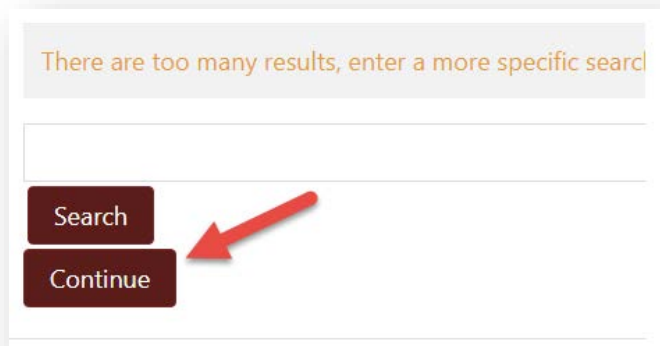 There are too many results, enter a more specific
Search
Continue